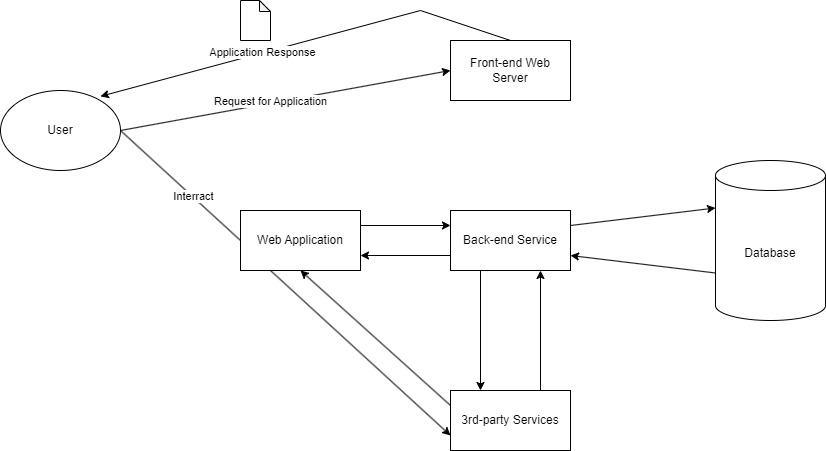 Application Response
Front-end Web
Server
Request for Application
User
Interract
Web Application
Back-end Service
Database
3rd-party Services